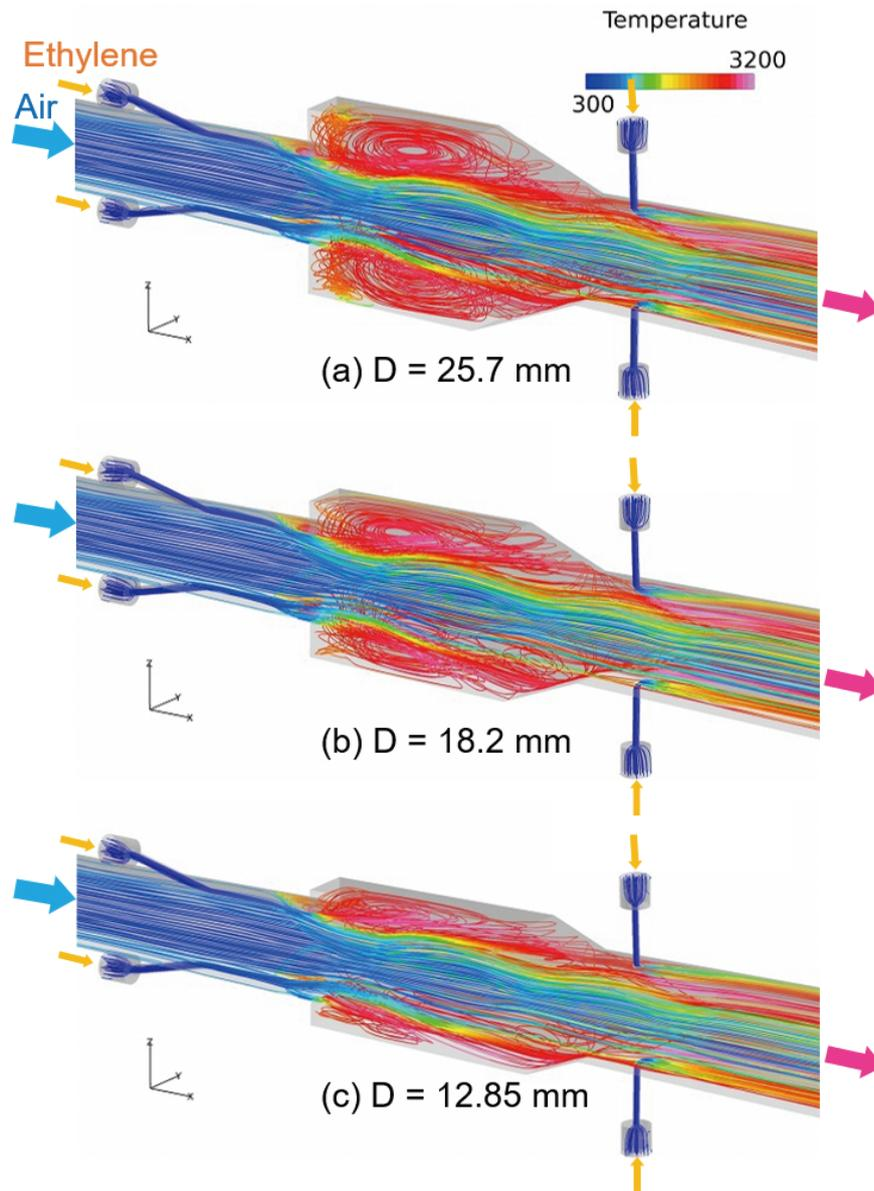 Temperature
3200
300
Ethylene
Air
Z
Y
X
(a) D = 25.7 mm
Z
Y
X
(b) D = 18.2 mm
Z
Y
X
(c) D = 12.85 mm